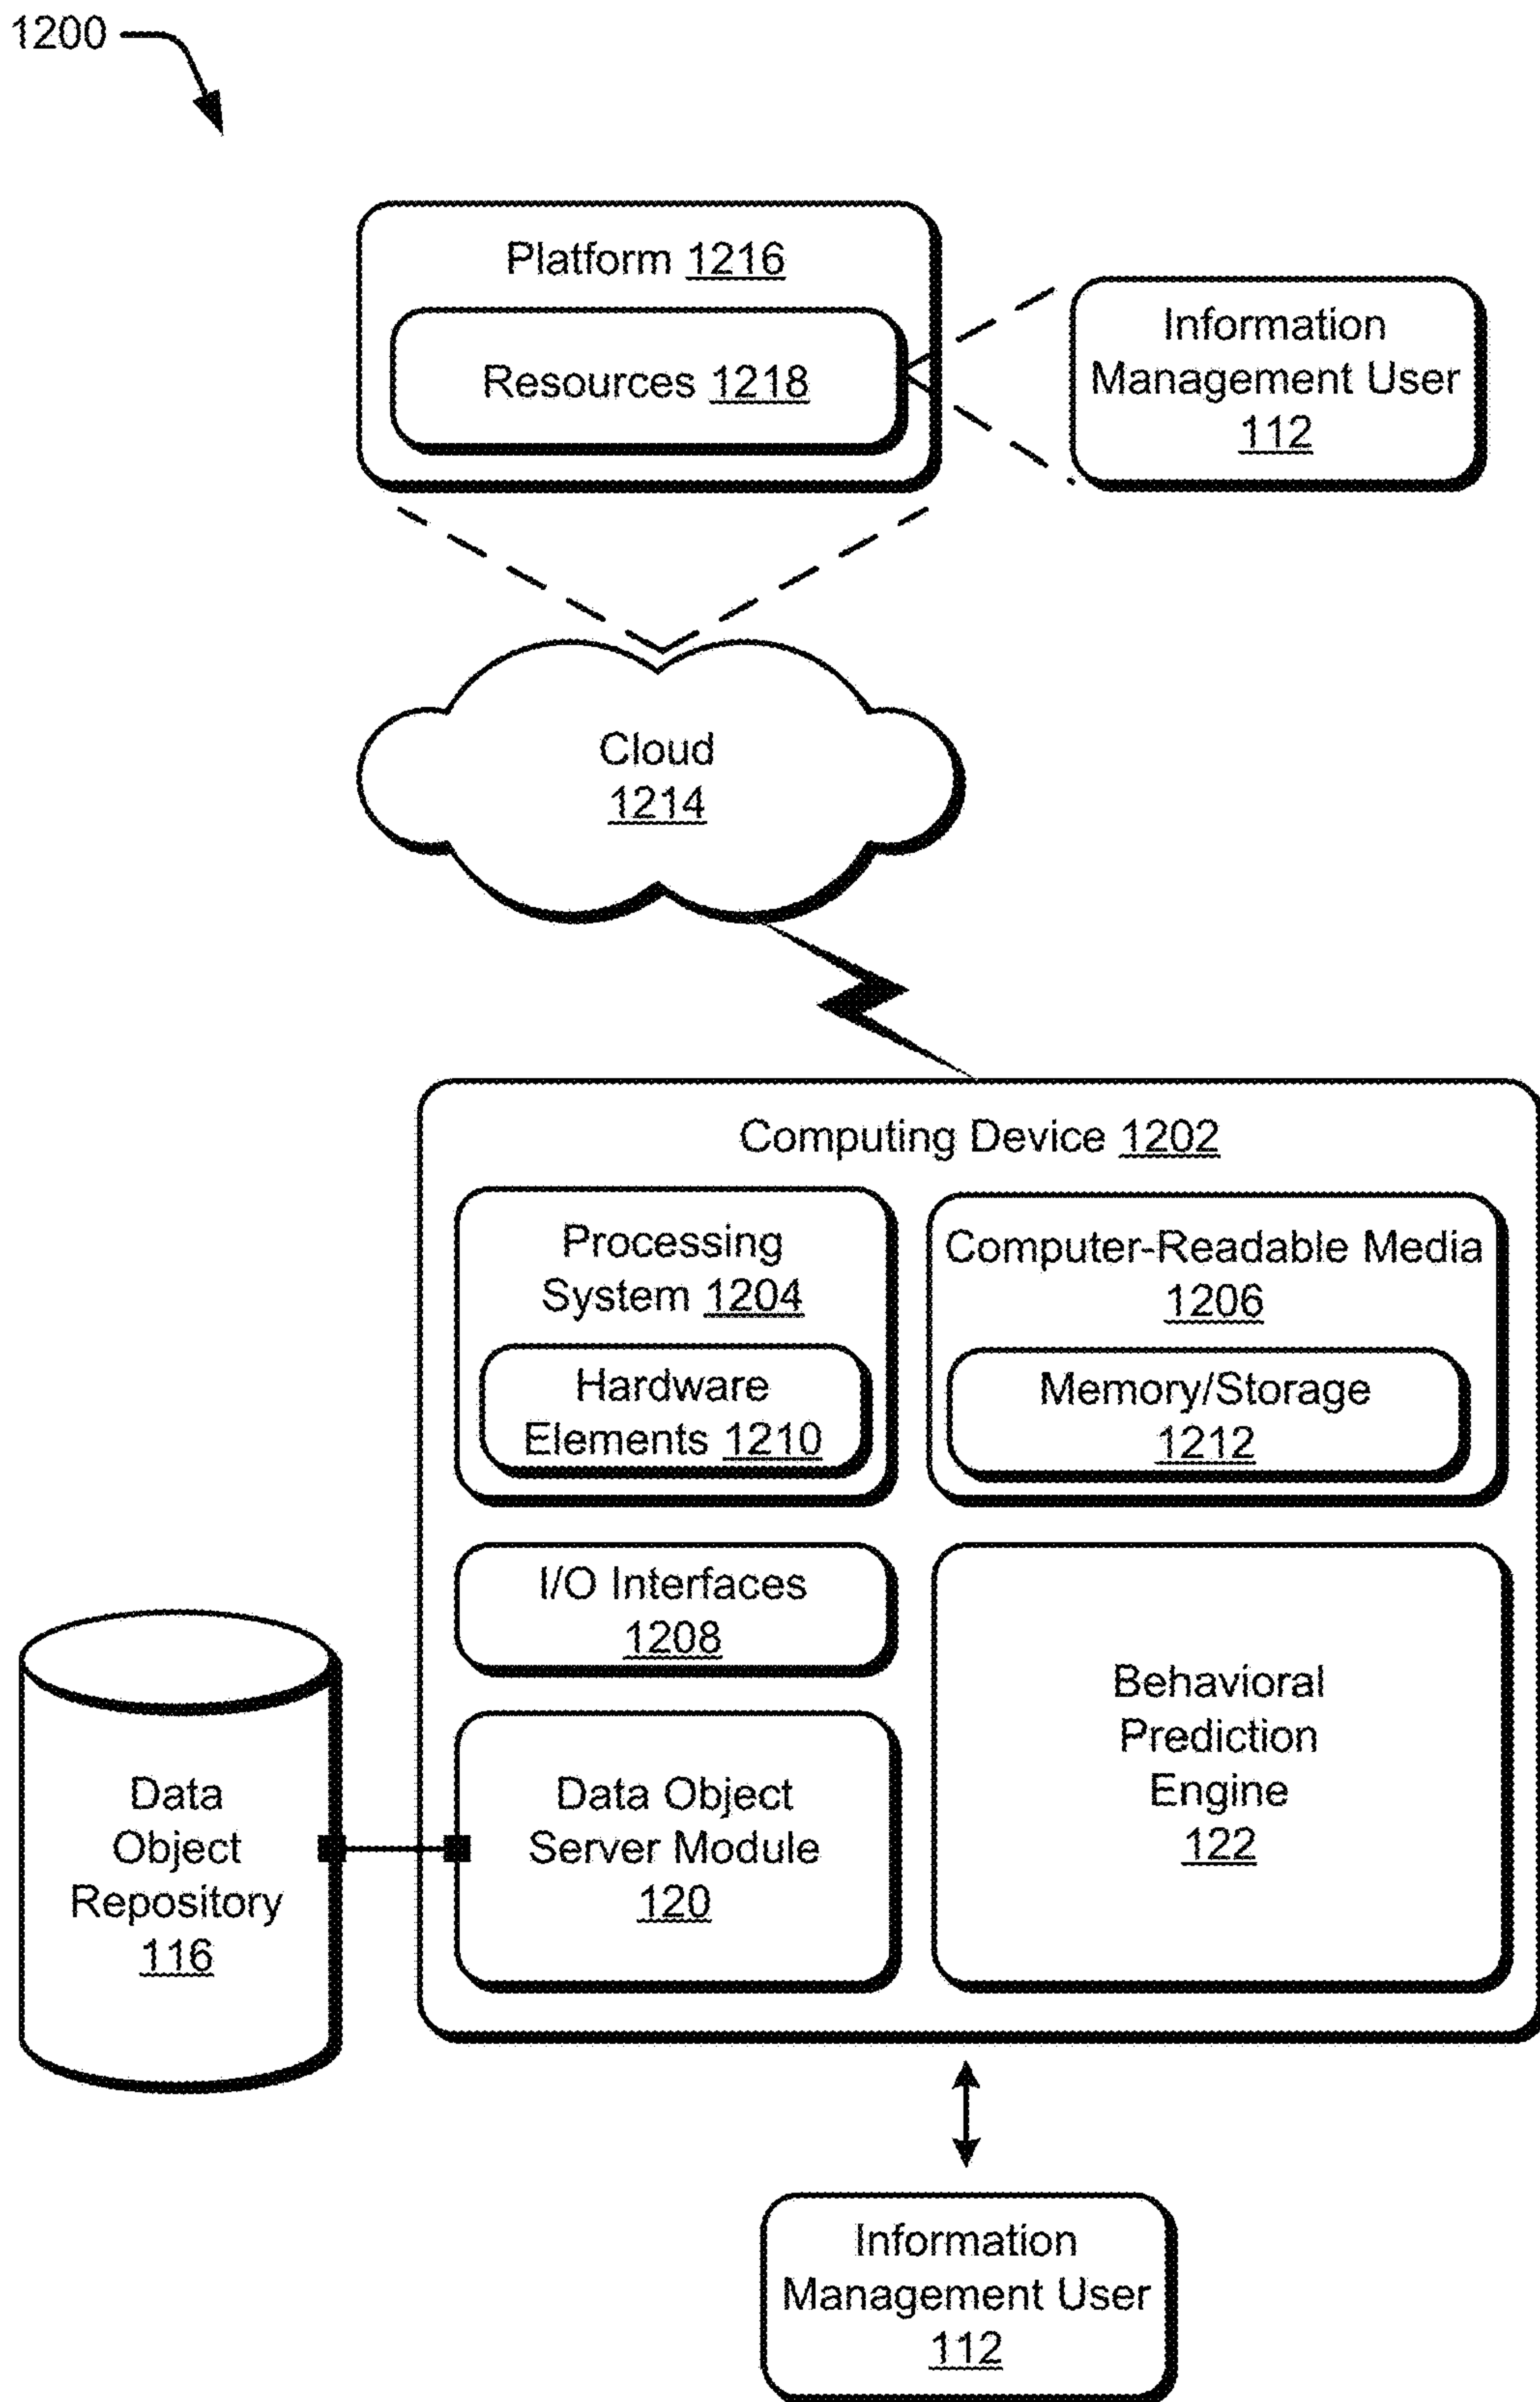 1200
Platform 1216
Resources 1218
Information
Management User
112
Cloud
1214
Computing Device 1202
Processing
System 1204
Hardware
Elements 1210
Computer-Readable Media
1206
Memory/Storage
1212
I/O Interfaces
1208
Data Object
Server Module
120
Behavioral
Prediction
Engine
122
Data
Object
Repository
116
Information
Management User
112